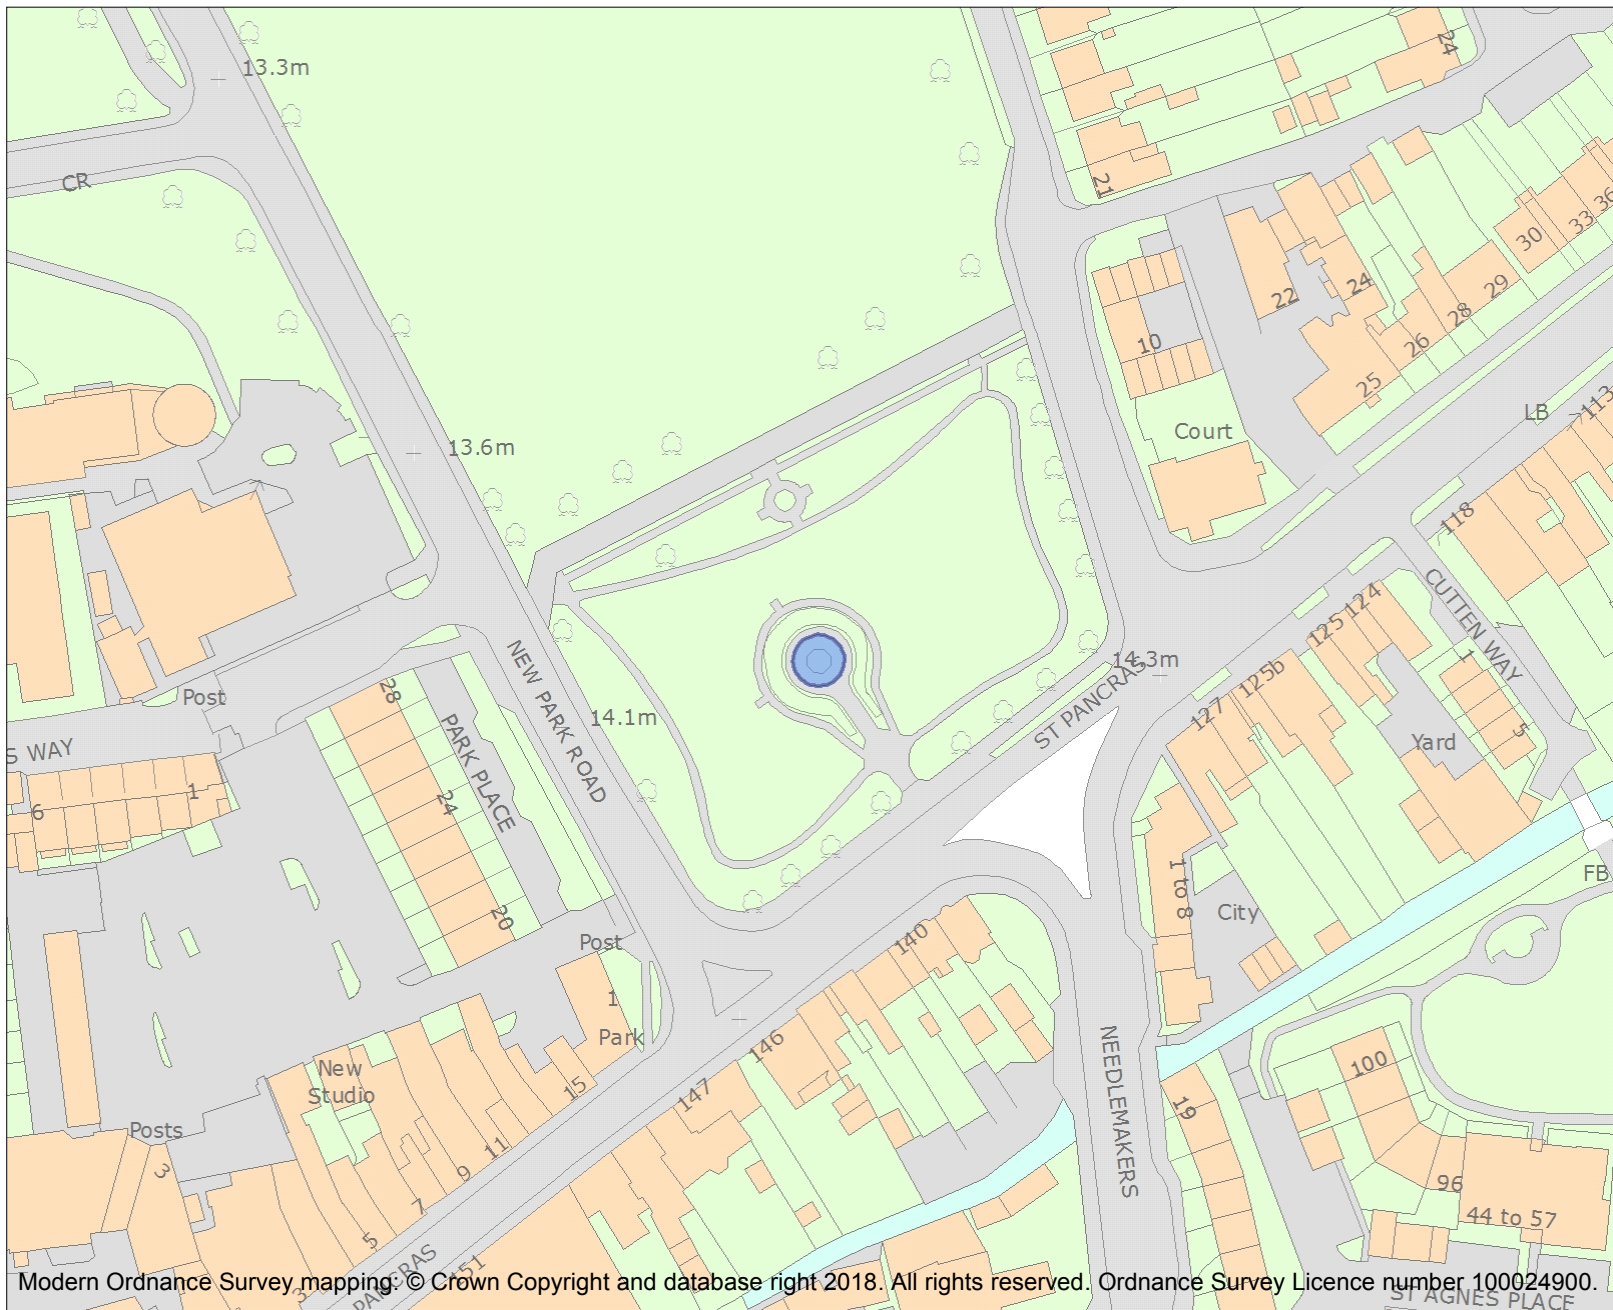 13.3m
24
CR
21
36
33
30
22
24
29
28
10
26
25
113
LB
Court
13.6m
118
CUTTEN WAY
124
125
125b
14.3m
1
ST PANCRAS
127
28
Post
NEW PARK ROAD
14.1m
PARK PLACE
5
Yard
S WAY
1
24
6
FB
1 to 8
City
20
140
Post
1
Park
146
NEEDLEMAKERS
100
New
Studio
15
147
19
Posts
11
3
9
96
7
44 to 57
5
PANCRAS
151
3
ST AGNES PLACE
Modern Ordnance Survey mapping: © Crown Copyright and database right 2018. All rights reserved. Ordnance Survey Licence number 100024900.